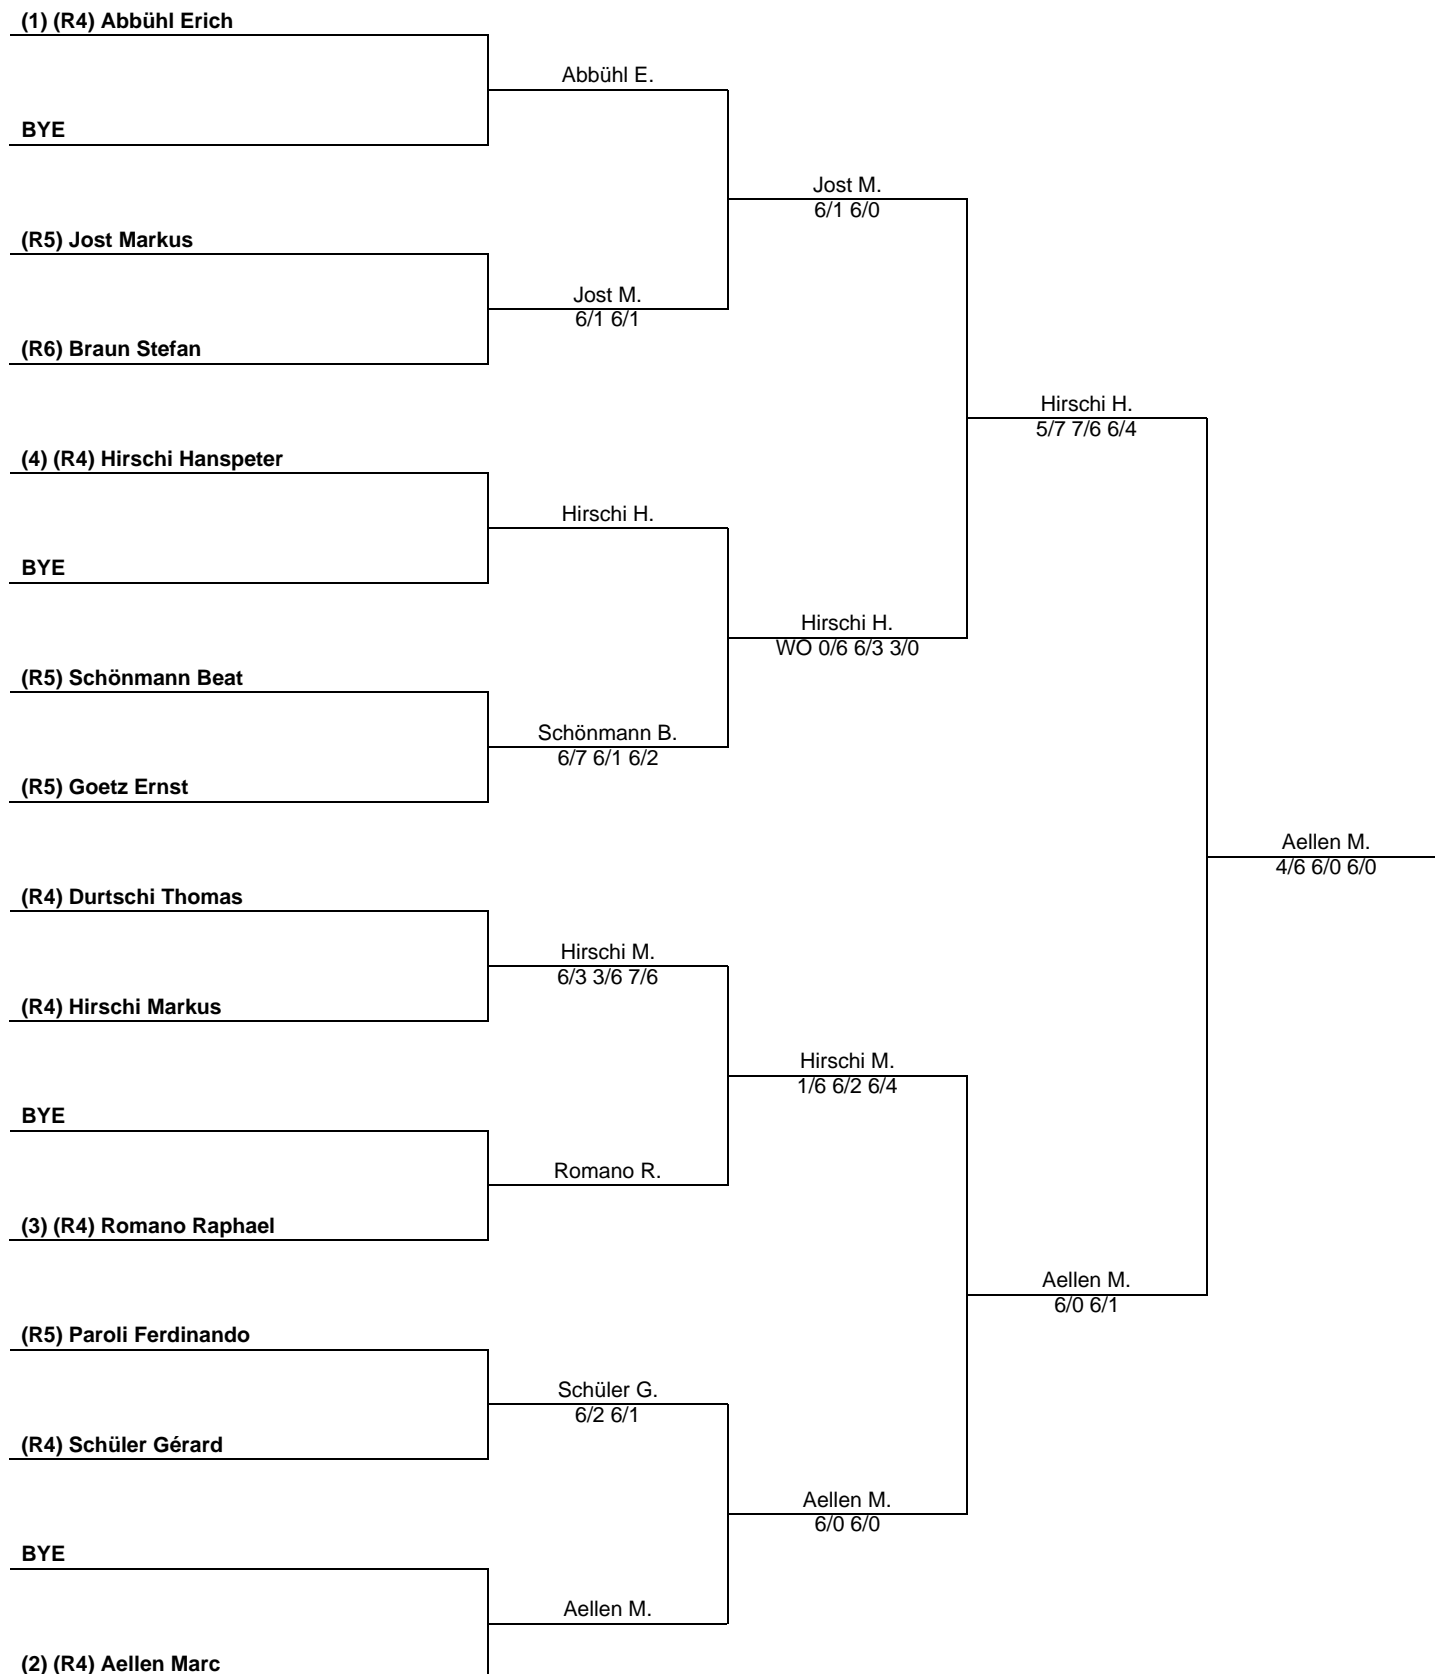 (1) (R4) Abbühl Erich
Abbühl E.
BYE
Jost M.
6/1 6/0
(R5) Jost Markus
Jost M.
6/1 6/1
(R6) Braun Stefan
Hirschi H.
5/7 7/6 6/4
(4) (R4) Hirschi Hanspeter
Hirschi H.
BYE
Hirschi H.
WO 0/6 6/3 3/0
(R5) Schönmann Beat
Schönmann B.
6/7 6/1 6/2
(R5) Goetz Ernst
Aellen M.
4/6 6/0 6/0
(R4) Durtschi Thomas
Hirschi M.
6/3 3/6 7/6
(R4) Hirschi Markus
Hirschi M.
1/6 6/2 6/4
BYE
Romano R.
(3) (R4) Romano Raphael
Aellen M.
6/0 6/1
(R5) Paroli Ferdinando
Schüler G.
6/2 6/1
(R4) Schüler Gérard
Aellen M.
6/0 6/0
BYE
Aellen M.
(2) (R4) Aellen Marc